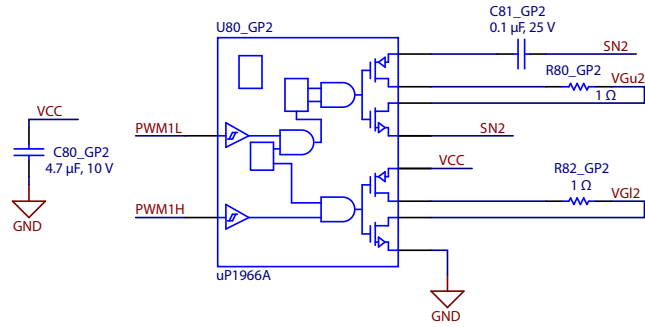 C81_GP2
0.1 µF, 25 V
U80_GP2
SN2
R80_GP2
VGu2
1 Ω
VCC
PWM1L
SN2
C80_GP2
4.7 µF, 10 V
VCC
R82_GP2
1 Ω
VGl2
PWM1H
GND
uP1966A
GND